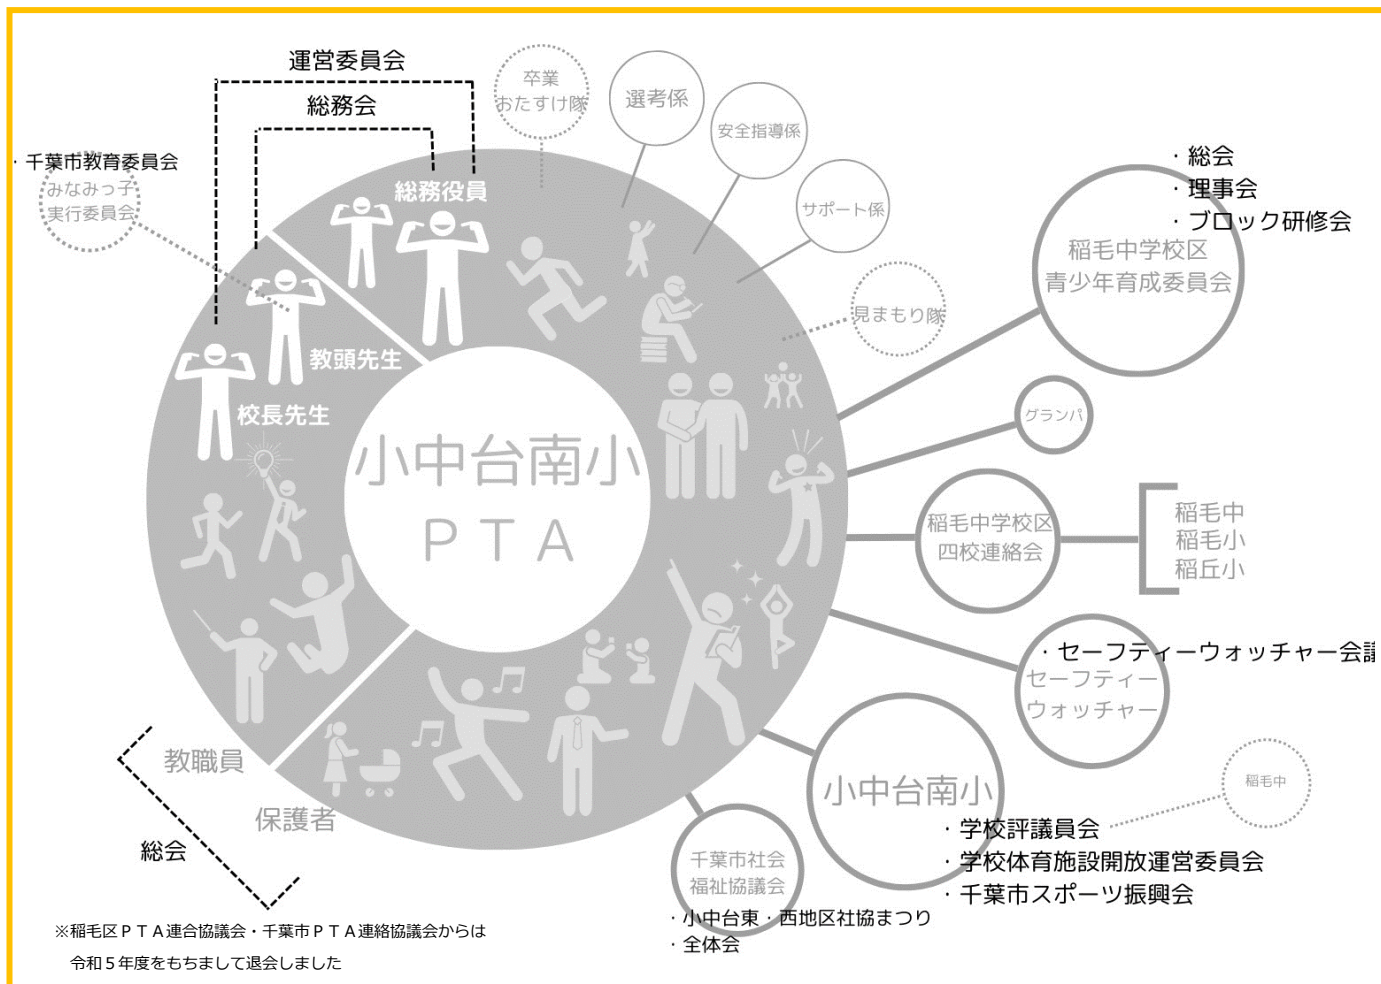 運営委員会
総務会
・千葉市教育委員会
みなみっ子
実行委員会
卒業
おたすけ隊
選考係
安全指導係
サポート係
見まもり隊
総務役員
教頭先生
校長先生
小中台南小
ＰＴＡ
・総会
・理事会
・ブロック研修会
稲毛中学校区
青少年育成委員会
グランパ
稲毛中学校区
四校連絡会
稲毛中
稲毛小
稲丘小
・セーフティーウォッチャー会議
セーフティー
ウォッチャー
小中台南小
稲毛中
・学校評議員会
・学校体育施設開放運営委員会
・千葉市スポーツ振興会
千葉市社会
福祉協議会
・小中台東・西地区社協まつり
・全体会
教職員
保護者
総会
※稲毛区ＰＴＡ連合協議会・千葉市ＰＴＡ連絡協議会からは
令和５年度をもちまして退会しました